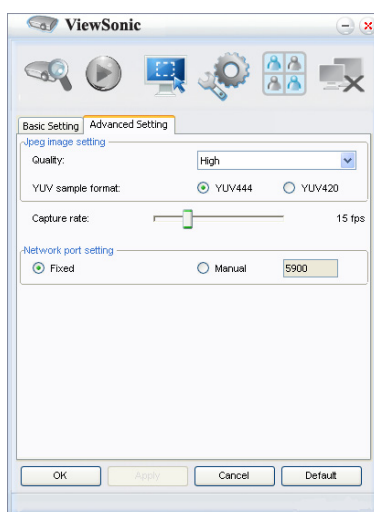 ViewSonic
Basic Setting Advanced Setting
Jpeg image setting
Quality: High
YUV sample format: YUV444 YUV420
Capture rate: 15 fps
Network port setting
Fixed Manual 5900
OK Apply Cancel Default